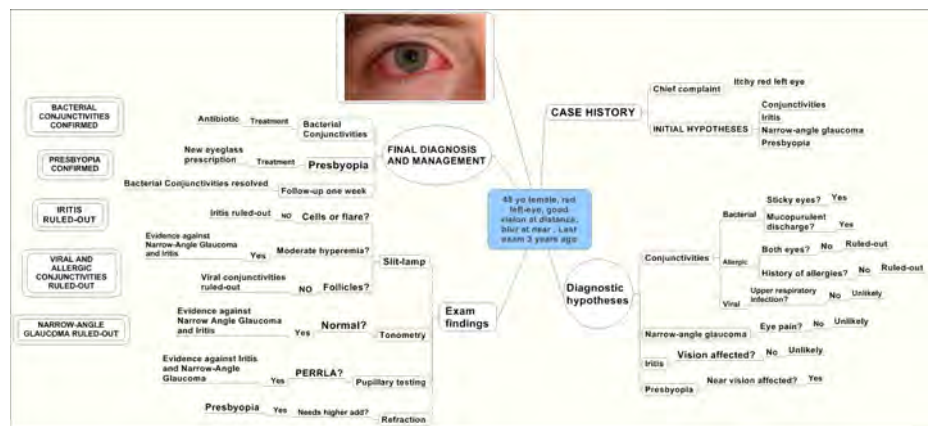 BACTERIAL
CONJUNCTIVITIES
CONFIRMED
PRESBYOPIA
CONFIRMED
IRITIS
RULED-OUT
VIRAL AND
ALLERGIC
CONJUNCTIVITIES
RULED-OUT
NARROW-ANGLE
GLAUCOMA RULED-OUT
FINAL DIAGNOSIS
AND MANAGEMENT
Antibiotic
Treatment
Bacterial
Conjunctivities
New eyeglass
prescription
Treatment
Presbyopia
Bacterial Conjunctivities resolved
Follow-up one week
Exam
findings
Slit-lamp
Iritis ruled-out
NO
Cells or flare?
Evidence against
Narrow-Angle Glaucoma
and Iritis
Yes
Moderate hyperemia?
Viral conjunctivities
ruled-out
NO
Follicles?
Evidence against
Narrow Angle Glaucoma
and Iritis
Yes
Normal?
Tonometry
Evidence against Iritis
and Narrow-Angle
Glaucoma
Yes
PERRLA?
Pupillary testing
Presbyopia
Yes
Needs higher add?
Refraction
yo female, red
left-eye, good
vision at distance,
blur at near . Last
exam 3 years ago
CASE HISTORY
Chief complaint
Itchy red left eye
INITIAL HYPOTHESES
Conjunctivities
Iritis
Narrow-angle glaucoma
Presbyopia
Diagnostic
hypotheses
Conjunctivities
Bacterial
Sticky eyes?
Yes
Mucopurulent
discharge?
Yes
Allergic
Both eyes?
No
Ruled-out
History of allergies?
No
Ruled-out
Viral
Upper respiratory
infection?
No
Unlikely
Narrow-angle glaucoma
Eye pain?
No
Unlikely
Iritis
Vision affected?
No
Unlikely
Presbyopia
Near vision affected?
Yes